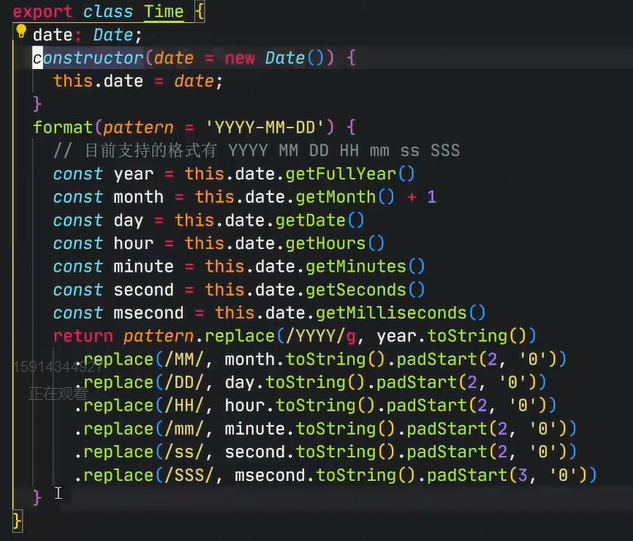 export class Time {
date: Date;
constructor(date = new Date()) {
this.date = date;
}
format(pattern = 'YYYY-MM-DD') {
// 目前支持的格式有 YYYY MM DD HH mm ss SSS
const year = this.date.getFullYear()
const month = this.date.getMonth() + 1
const day = this.date.getDate()
const hour = this.date.getHours()
const minute = this.date.getMinutes()
const second = this.date.getSeconds()
const msecond = this.date.getMilliseconds()
return pattern.replace(/YYYY/g, year.toString())
.replace(/MM/, month.toString().padStart(2, '0'))
15914344927
.replace(/DD/, day.toString().padStart(2, '0'))
正在观看
.replace(/HH/, hour.toString().padStart(2, '0'))
.replace(/mm/, minute.toString().padStart(2, '0'))
.replace(/ss/, second.toString().padStart(2, '0'))
.replace(/SSS/, msecond.toString().padStart(3, '0'))
}
}